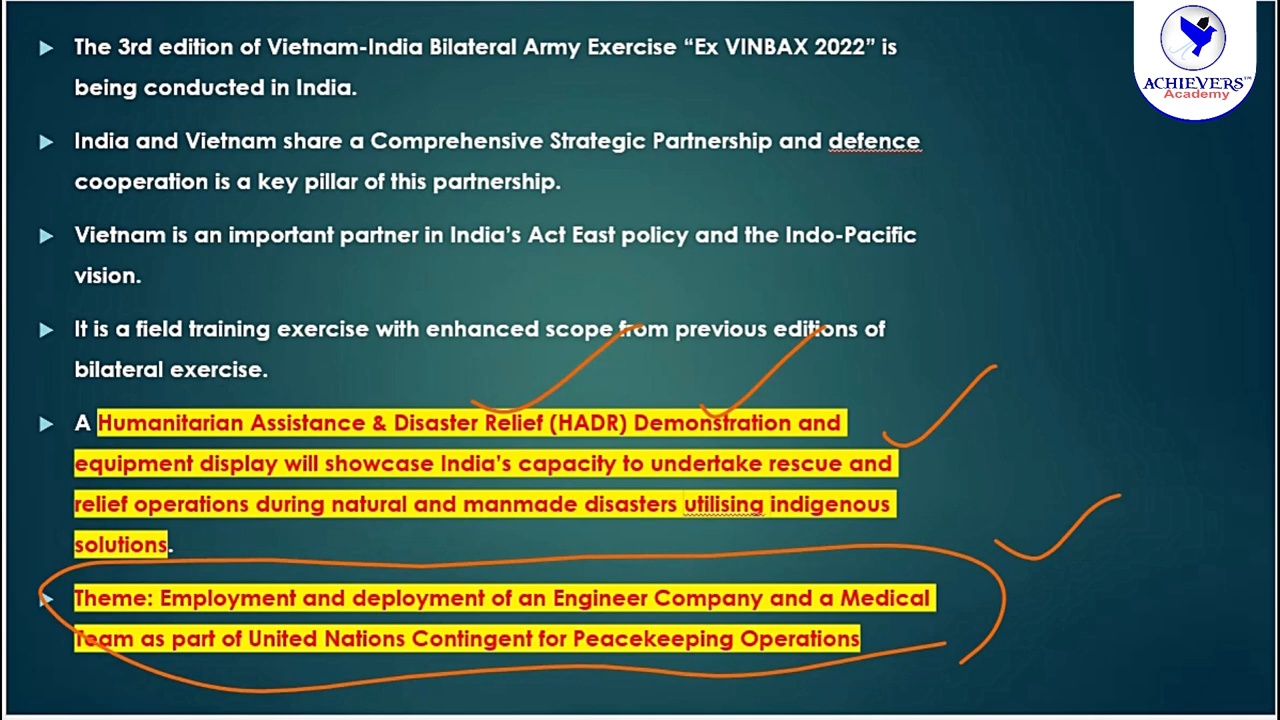 The 3rd edition of Vietnam-India Bilateral Army Exercise “Ex VINBAX 2022” is
being conducted in India.
India and Vietnam share a Comprehensive Strategic Partnership and defence
cooperation is a key pillar of this partnership.
Vietnam is an important partner in India’s Act East policy and the Indo-Pacific
vision.
It is a field training exercise with enhanced scope from previous editions of
bilateral exercise.
A Humanitarian Assistance & Disaster Relief (HADR) Demonstration and
equipment display will showcase India’s capacity to undertake rescue and
relief operations during natural and manmade disasters utilising indigenous
solutions.
Theme: Employment and deployment of an Engineer Company and a Medical
Team as part of United Nations Contingent for Peacekeeping Operations
ACHIEVERS™
Academy